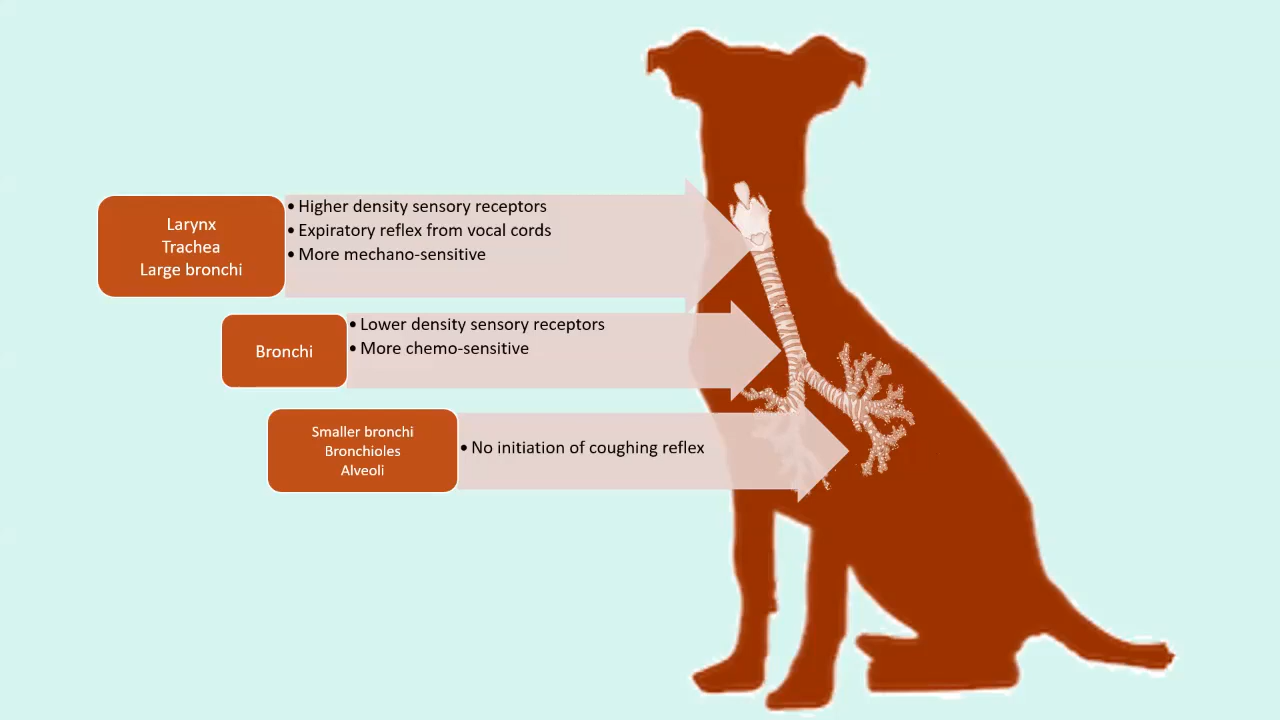 Larynx
Trachea
Large bronchi
• Higher density sensory receptors
• Expiratory reflex from vocal cords
• More mechano-sensitive
Bronchi
• Lower density sensory receptors
• More chemo-sensitive
Smaller bronchi
Bronchioles
Alveoli
• No initiation of coughing reflex